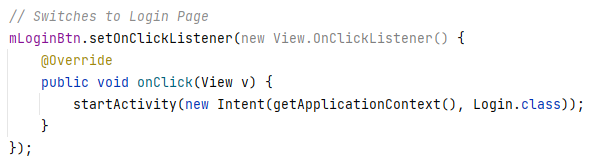 // Switches to Login Page
mLoginBtn.setOnClickListener(new View.OnClickListener() {
    @Override
    public void onClick(View v) {
        startActivity(new Intent(getApplicationContext(), Login.class));
    }
});